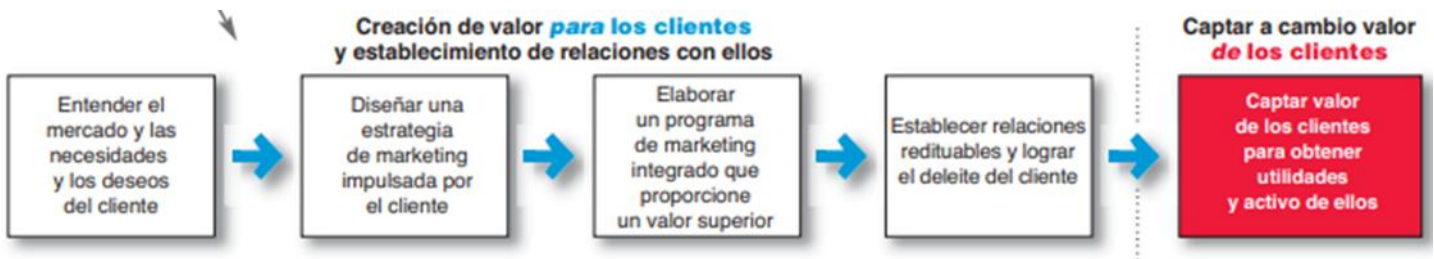 Creación de valor para los clientes
y establecimiento de relaciones con ellos
Captar a cambio valor
de los clientes
Entender el
mercado y las
necesidades
y los deseos
del cliente
Diseñar una
estrategia
de marketing
impulsada por
el cliente
Elaborar
un programa
de marketing
integrado que
proporcione
un valor superior
Establecer relaciones
redituables y lograr
el deleite del cliente
Captar valor
de los clientes
para obtener
utilidades
y activo de ellos